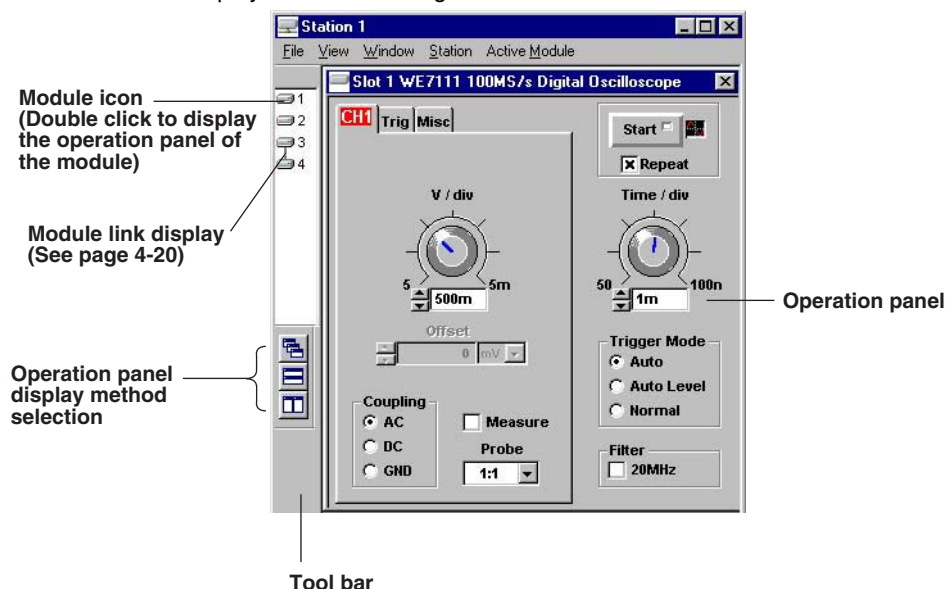 Station 1
File View Window Station Active Module
Slot 1 WE7111 100MS/s Digital Oscilloscope
Module icon
(Double click to display
the operation panel of
the module)
1
2
3
4
Module link display
(See page 4-20)
CH1 Trig Misc
Start
Repeat
V / div
5 5m
500m
Time / div
50 100n
1m
Operation panel
Offset
0 mV
Trigger Mode
Auto
Auto Level
Normal
Operation panel
display method
selection
Coupling
AC
DC
GND
Measure
Probe
1:1
Filter
20MHz
Tool bar